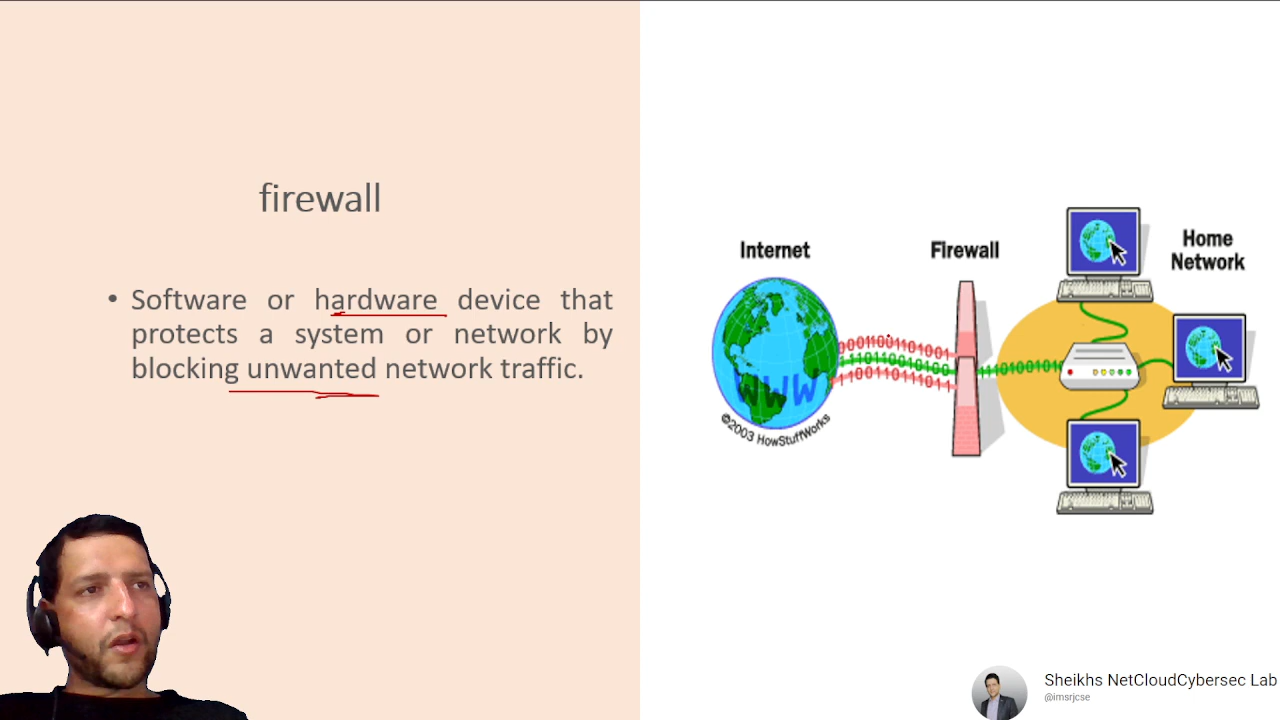 firewall
• Software or hardware device that
protects a system or network by
blocking unwanted network traffic.
Internet
Firewall
Home
Network
WWW
©2003 HowStuffWorks
Sheikhs NetCloudCybersec Lab
@imsrjcse